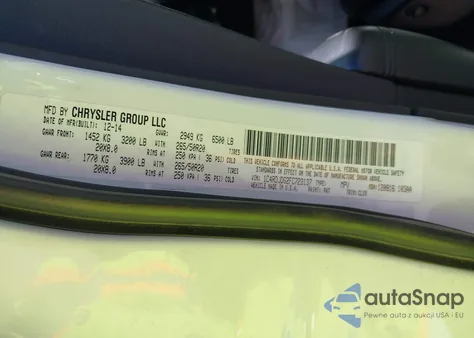 MFD BY CHRYSLER GROUP LLC
DATE OF MFR(BUILT): 12-14 GVWR: 2949 KG 6500 LB
GAWR FRONT: 1452 KG 3200 LB WITH TIRES
20X8.0 RIMS AT 265/50R20 250 KPA ( 36 PSI) COLD
GAWR REAR: 1770 KG 3900 LB WITH TIRES
20X8.0 RIMS AT 265/50R20 250 KPA ( 36 PSI) COLD
THIS VEHICLE CONFORMS TO ALL APPLICABLE U.S.A. FEDERAL MOTOR VEHICLE SAFETY
STANDARDS IN EFFECT ON THE DATE OF MANUFACTURE SHOWN ABOVE.
VIN: TYPE: MPV
autoSnap
Pewne auta z aukcji USA i EU